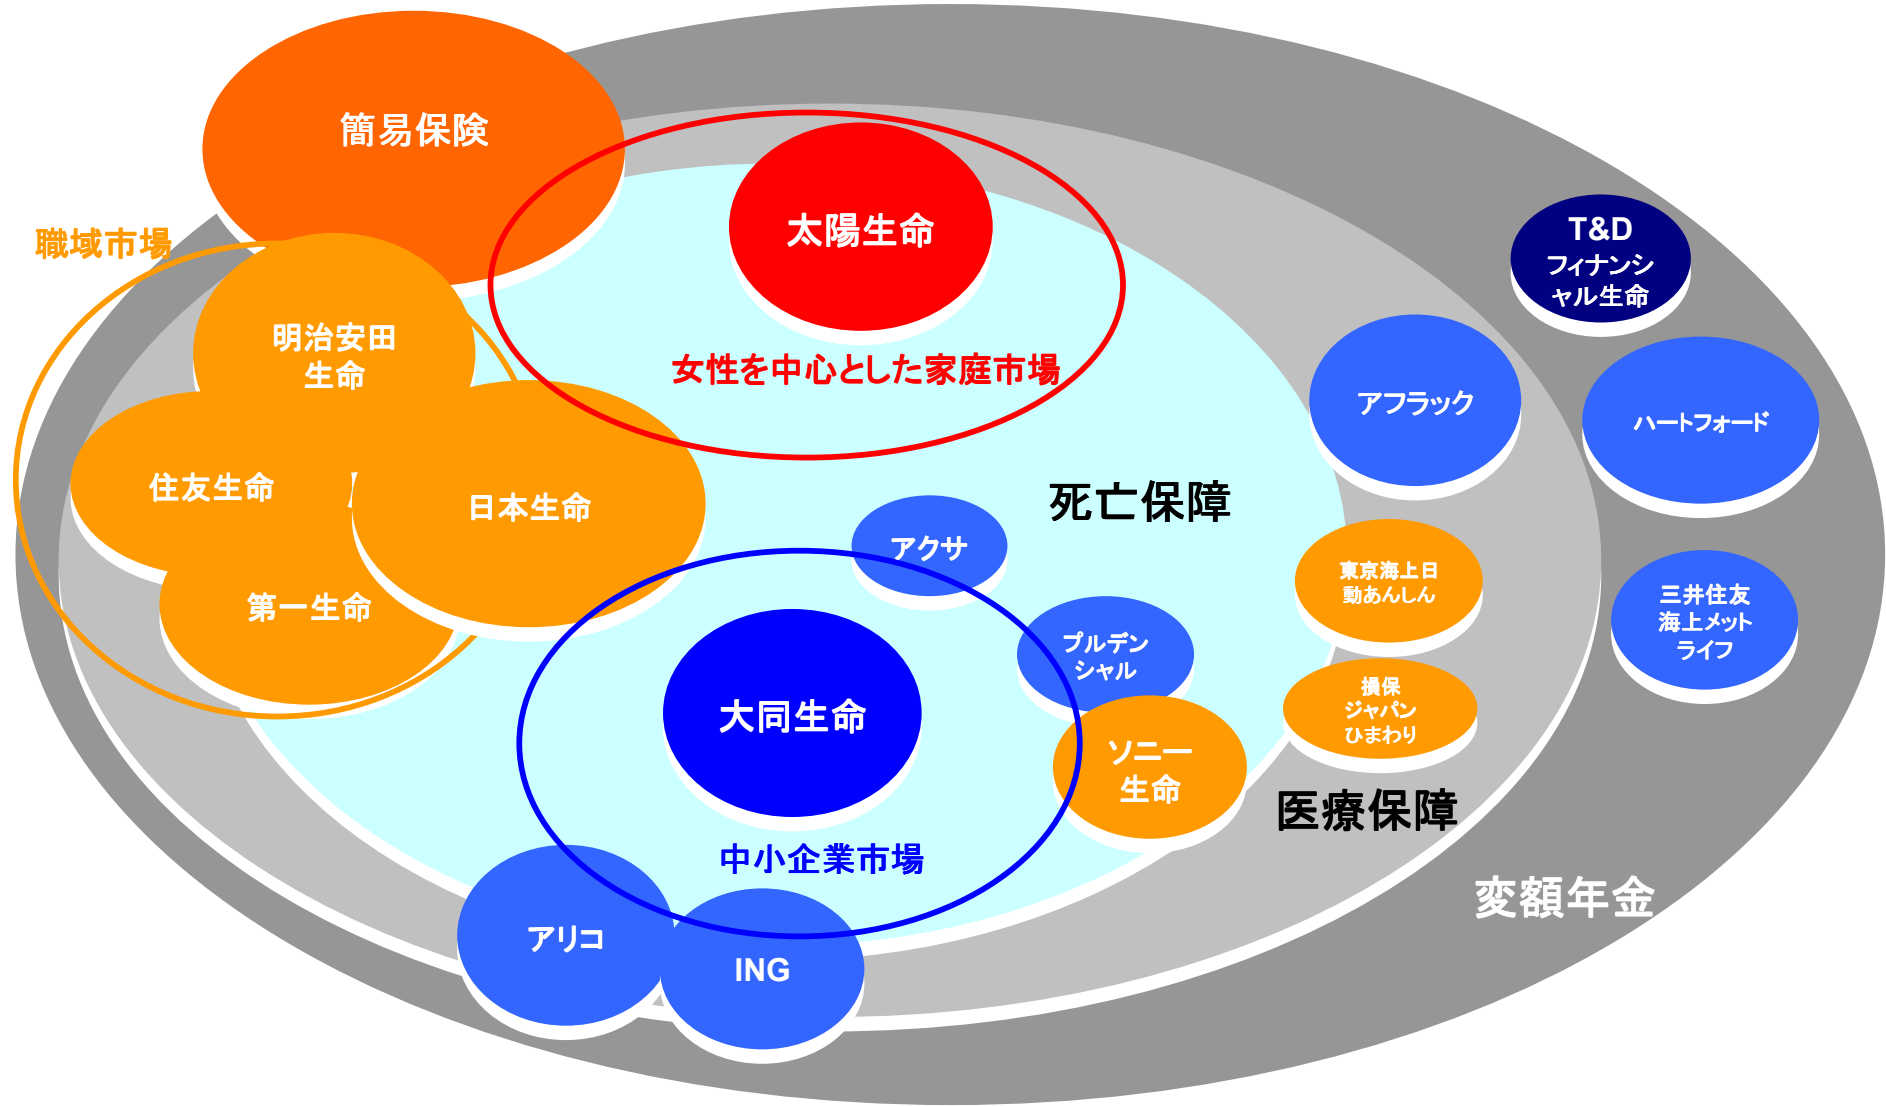 簡易保険
職域市場
太陽生命
T&D
フィナンシ
ャル生命
明治安田
生命
女性を中心とした家庭市場
アフラック
ハートフォード
住友生命
日本生命
死亡保障
アクサ
東京海上日
動あんしん
第一生命
三井住友
海上メット
ライフ
プルデン
シャル
大同生命
損保
ジャパン
ひまわり
ソニー
生命
医療保障
中小企業市場
変額年金
アリコ
ING